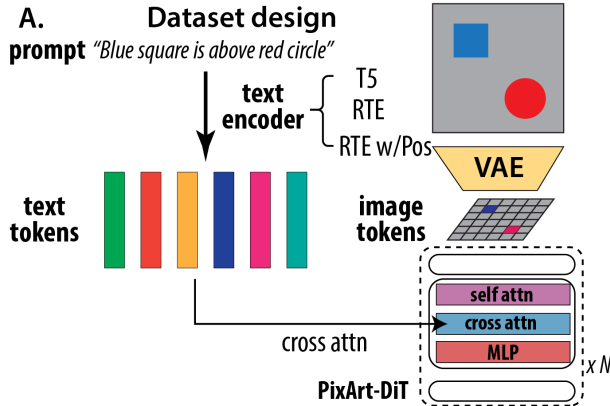 A.
Dataset design
prompt "Blue square is above red circle"
text encoder
T5
RTE
RTE w/Pos
VAE
text tokens
image tokens
self attn
cross attn
MLP
cross attn
x N
PixArt-DiT